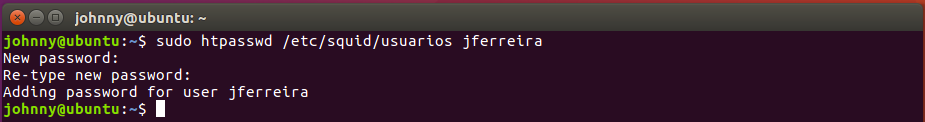 johnny@ubuntu: ~
johnny@ubuntu:~$ sudo htpasswd /etc/squid/usuarios jferreira
New password:
Re-type new password:
Adding password for user jferreira
johnny@ubuntu:~$